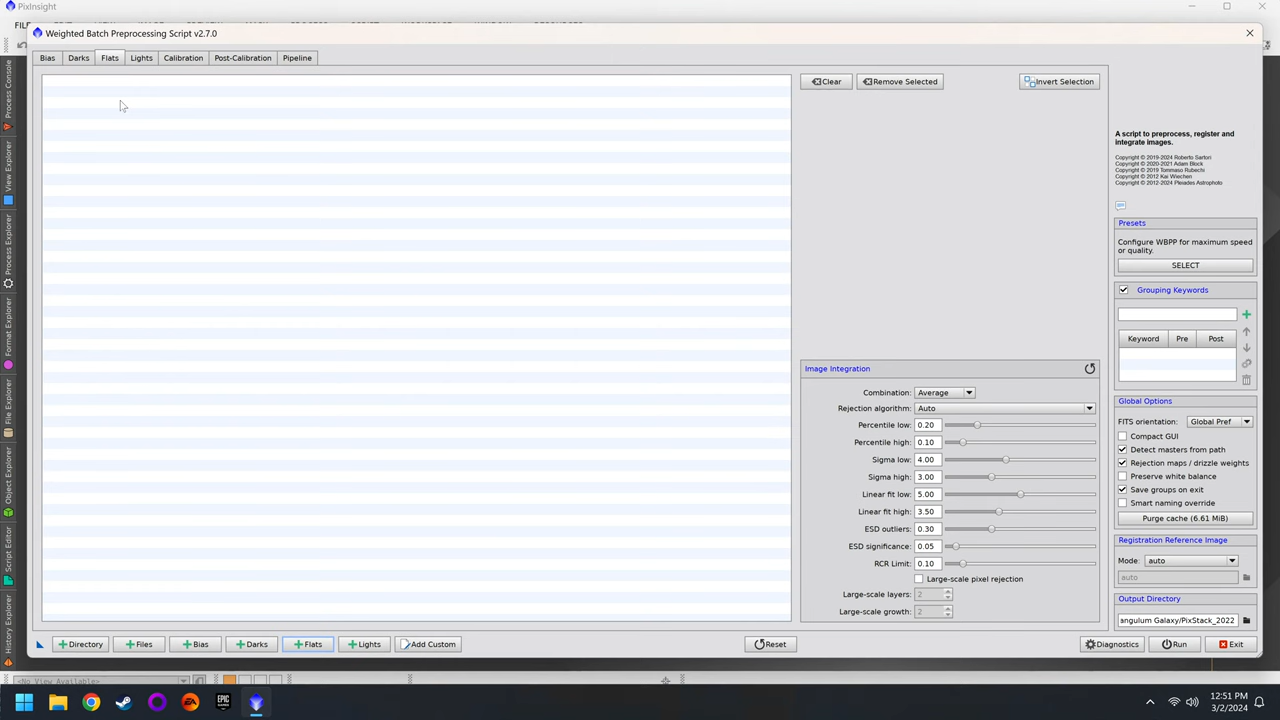 PixInsight
FILE
Weighted Batch Preprocessing Script v2.7.0
Bias
Darks
Flats
Lights
Calibration
Post-Calibration
Pipeline
Clear
Remove Selected
Invert Selection
Process Console
View Explorer
Process Explorer
Format Explorer
File Explorer
Object Explorer
Script Editor
History Explorer
A script to preprocess, register and
integrate images.
Copyright © 2019-2024 Roberto Sartori
Copyright © 2020-2021 Adam Block
Copyright © 2019 Tommaso Rubechi
Copyright © 2012 Kai Wiechen
Copyright © 2012-2024 Pleiades Astrophoto
Presets
Configure WBPP for maximum speed
or quality.
SELECT
Grouping Keywords
Keyword Pre Post
Global Options
FITS orientation: Global Pref
Compact GUI
Detect masters from path
Rejection maps / drizzle weights
Preserve white balance
Save groups on exit
Smart naming override
Purge cache (6.61 MiB)
Registration Reference Image
Mode: auto
auto
Output Directory
angulum Galaxy/PixStack_2022
Image Integration
Combination: Average
Rejection algorithm: Auto
Percentile low: 0.20
Percentile high: 0.10
Sigma low: 4.00
Sigma high: 3.00
Linear fit low: 5.00
Linear fit high: 3.50
ESD outliers: 0.30
ESD significance: 0.05
RCR Limit: 0.10
Large-scale pixel rejection
Large-scale layers: 2
Large-scale growth: 2
Directory
Files
Bias
Darks
Flats
Lights
Add Custom
Reset
Diagnostics
Run
Exit
<No View Available>
EA
EPIC
GAMES
12:51 PM
3/2/2024